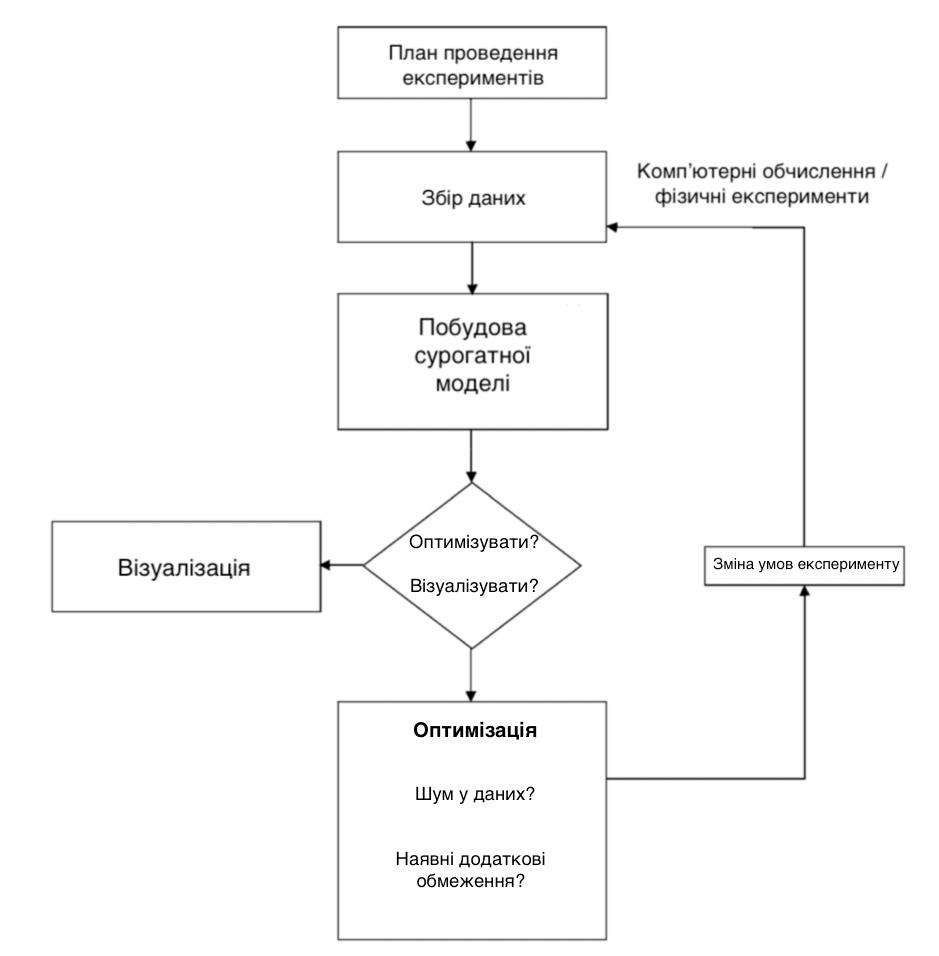 План проведення
експериментів
Збір даних
Комп’ютерні обчислення /
фізичні експерименти
Побудова
сурогатної
моделі
Оптимізувати?
Візуалізувати?
Візуалізація
Зміна умов експерименту
Оптимізація
Шум у даних?
Наявні додаткові
обмеження?